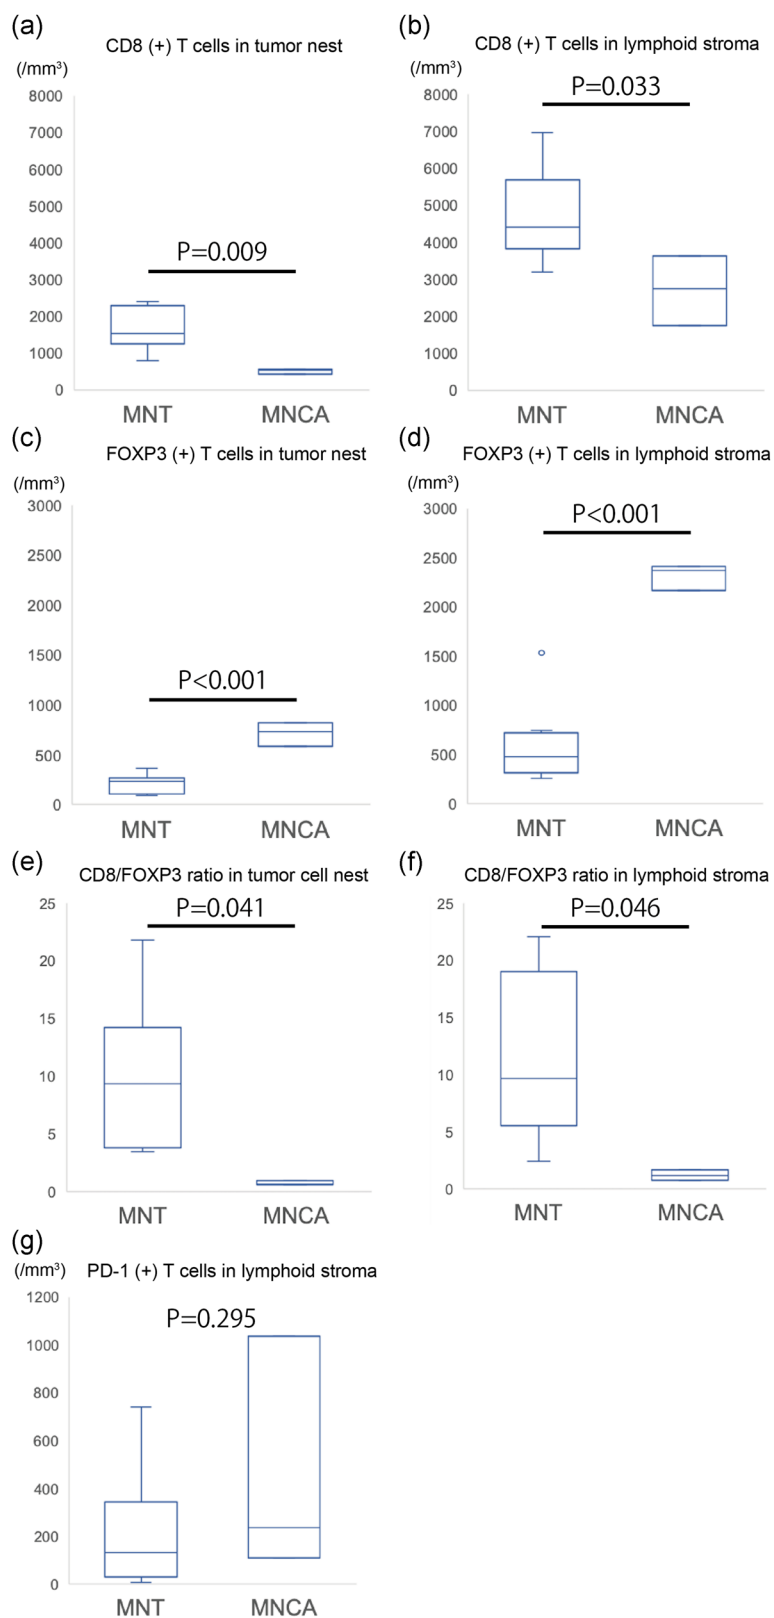 (a)
CD8 (+) T cells in tumor nest
(/mm³)
8000
7000
6000
5000
4000
3000
2000
1000
0
P=0.009
MNT
MNCA
(b)
CD8 (+) T cells in lymphoid stroma
(/mm³)
8000
7000
6000
5000
4000
3000
2000
1000
0
P=0.033
MNT
MNCA
(c)
FOXP3 (+) T cells in tumor nest
(/mm³)
3000
2500
2000
1500
1000
500
0
P<0.001
MNT
MNCA
(d)
FOXP3 (+) T cells in lymphoid stroma
(/mm³)
3000
2500
2000
1500
1000
500
0
P<0.001
MNT
MNCA
(e)
CD8/FOXP3 ratio in tumor cell nest
25
20
15
10
5
0
P=0.041
MNT
MNCA
(f)
CD8/FOXP3 ratio in lymphoid stroma
25
20
15
10
5
0
P=0.046
MNT
MNCA
(g)
(/mm³)
PD-1 (+) T cells in lymphoid stroma
1200
1000
800
600
400
200
0
P=0.295
MNT
MNCA